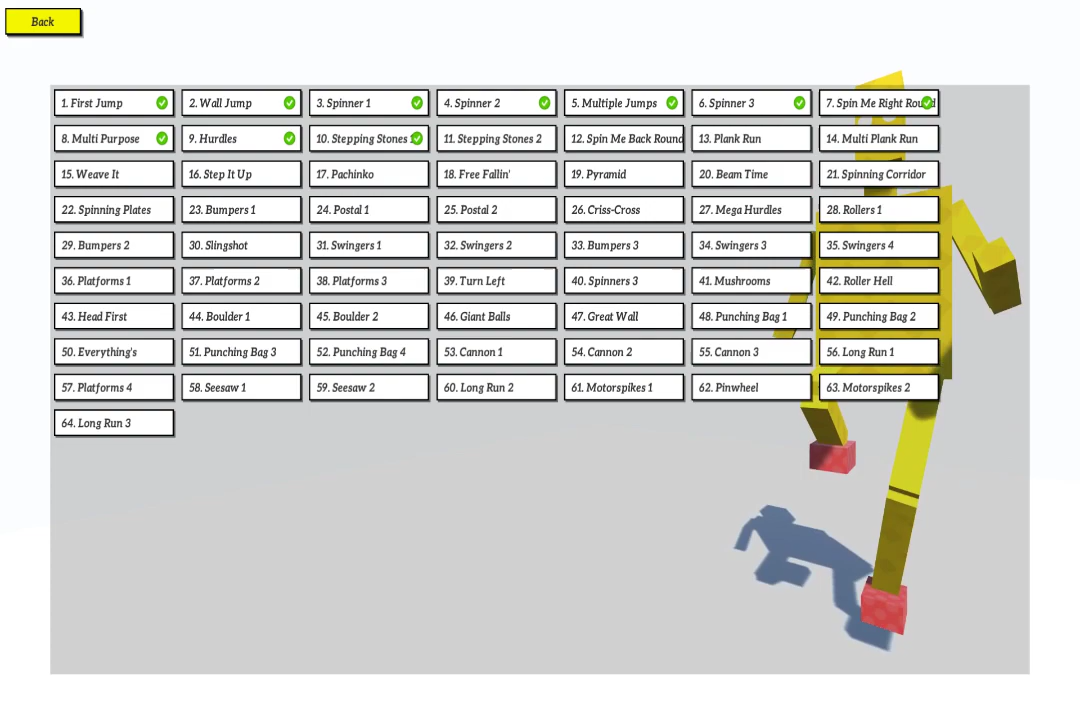 Back
1. First Jump
2. Wall Jump
3. Spinner 1
4. Spinner 2
5. Multiple Jumps
6. Spinner 3
7. Spin Me Right Round
8. Multi Purpose
9. Hurdles
10. Stepping Stones 1
11. Stepping Stones 2
12. Spin Me Back Round
13. Plank Run
14. Multi Plank Run
15. Weave It
16. Step It Up
17. Pachinko
18. Free Fallin'
19. Pyramid
20. Beam Time
21. Spinning Corridor
22. Spinning Plates
23. Bumpers 1
24. Postal 1
25. Postal 2
26. Criss-Cross
27. Mega Hurdles
28. Rollers 1
29. Bumpers 2
30. Slingshot
31. Swingers 1
32. Swingers 2
33. Bumpers 3
34. Swingers 3
35. Swingers 4
36. Platforms 1
37. Platforms 2
38. Platforms 3
39. Turn Left
40. Spinners 3
41. Mushrooms
42. Roller Hell
43. Head First
44. Boulder 1
45. Boulder 2
46. Giant Balls
47. Great Wall
48. Punching Bag 1
49. Punching Bag 2
50. Everything's
51. Punching Bag 3
52. Punching Bag 4
53. Cannon 1
54. Cannon 2
55. Cannon 3
56. Long Run 1
57. Platforms 4
58. Seesaw 1
59. Seesaw 2
60. Long Run 2
61. Motorspikes 1
62. Pinwheel
63. Motorspikes 2
64. Long Run 3